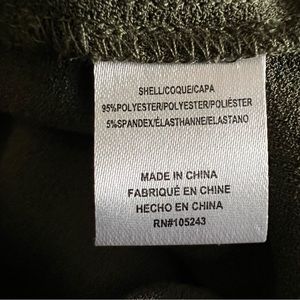 SHELL/COQUE/CAPA
95%POLYESTER/POLYESTER/POLIÉSTER
5%SPANDEX/ÉLASTHANNE/ELASTANO
MADE IN CHINA
FABRIQUÉ EN CHINE
HECHO EN CHINA
RN#105243